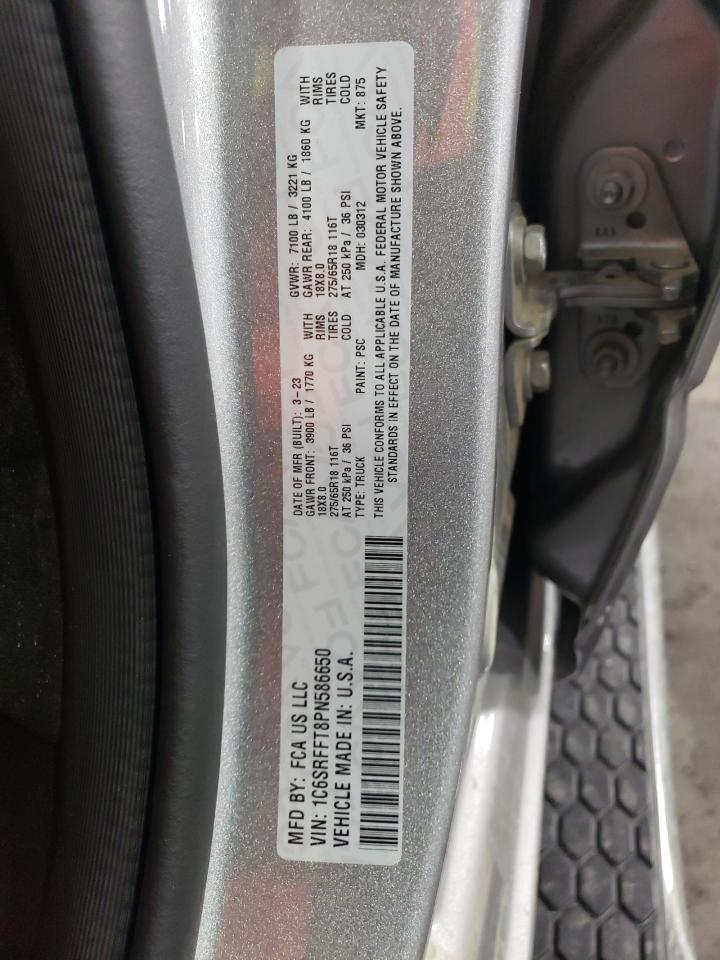 MFD BY: FCA US LLC
VIN: 1C6SRFFT8PN586650
VEHICLE MADE IN: U.S.A.
DATE OF MFR (BUILT): 3-23
GAWR FRONT: 3900 LB / 1770 KG WITH
18X8.0 RIMS
275/65R18 116T TIRES
AT 250 kPa / 36 PSI COLD
TYPE: TRUCK PAINT: PSC
GVWR: 7100 LB / 3221 KG
GAWR REAR: 4100 LB / 1860 KG WITH
18X8.0 RIMS
275/65R18 116T TIRES
AT 250 kPa / 36 PSI COLD
MDH: 030312 MKT: 875
THIS VEHICLE CONFORMS TO ALL APPLICABLE U.S.A. FEDERAL MOTOR VEHICLE SAFETY
STANDARDS IN EFFECT ON THE DATE OF MANUFACTURE SHOWN ABOVE.